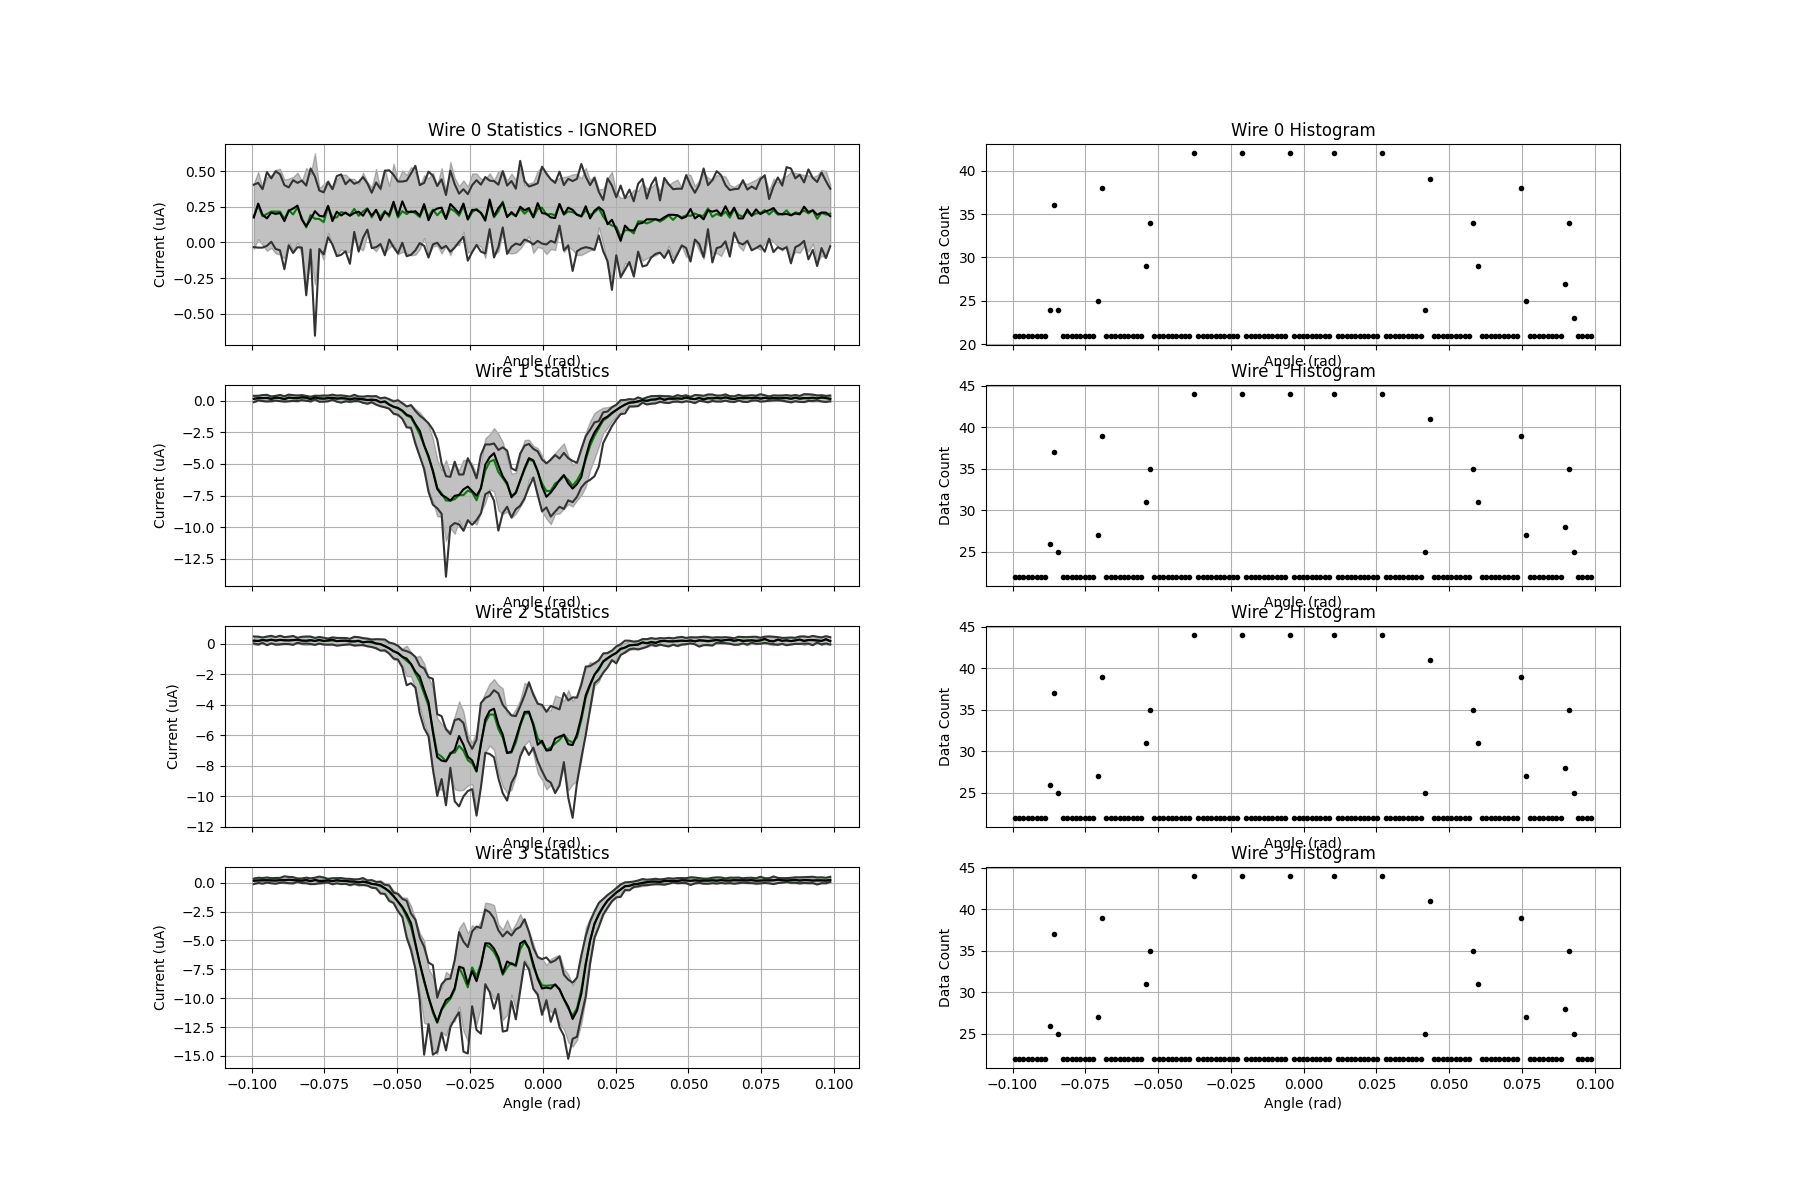 Wire 0 Statistics - IGNORED
Current (uA)
0.50
0.25
0.00
−0.25
−0.50
Angle (rad)
Wire 0 Histogram
Data Count
40
35
30
25
20
Angle (rad)
Wire 1 Statistics
Current (uA)
0.0
−2.5
−5.0
−7.5
−10.0
−12.5
Angle (rad)
Wire 1 Histogram
Data Count
45
40
35
30
25
Angle (rad)
Wire 2 Statistics
Current (uA)
0
−2
−4
−6
−8
−10
−12
Angle (rad)
Wire 2 Histogram
Data Count
45
40
35
30
25
Angle (rad)
Wire 3 Statistics
Current (uA)
0.0
−2.5
−5.0
−7.5
−10.0
−12.5
−15.0
−0.100 −0.075 −0.050 −0.025 0.000 0.025 0.050 0.075 0.100
Angle (rad)
Wire 3 Histogram
Data Count
45
40
35
30
25
−0.100 −0.075 −0.050 −0.025 0.000 0.025 0.050 0.075 0.100
Angle (rad)